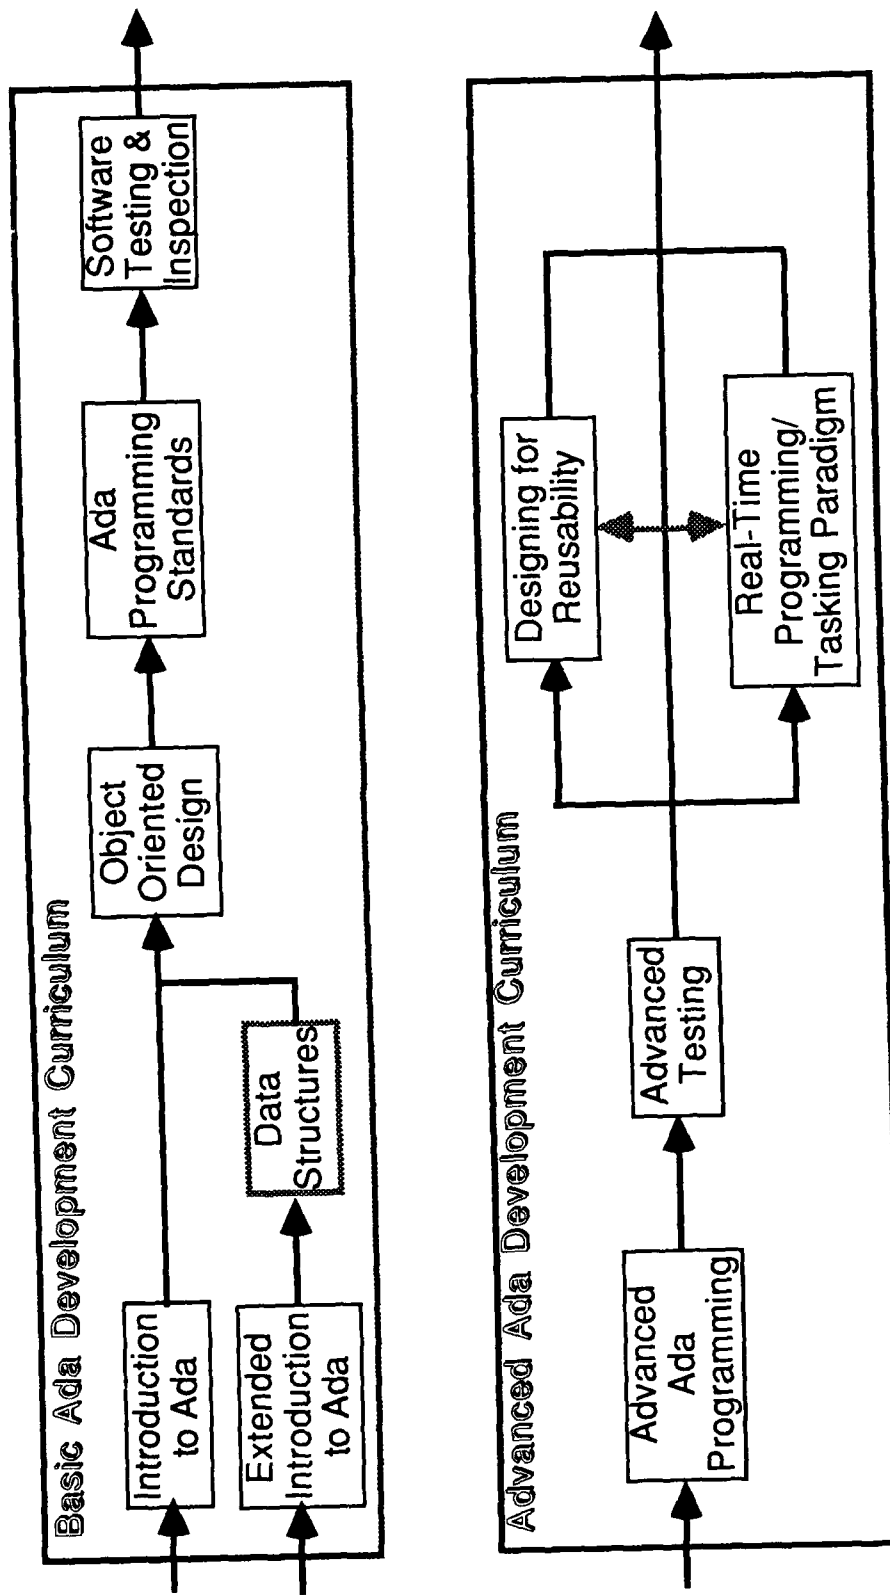 Basic Ada Development Curriculum
Introduction
to Ada
Extended
Introduction
to Ada
Data
Structures
Object
Oriented
Design
Ada
Programming
Standards
Software
Testing &
Inspection
Advanced Ada Development Curriculum
Advanced
Ada
Programming
Advanced
Testing
Designing for
Reusability
Real-Time
Programming/
Tasking Paradigm